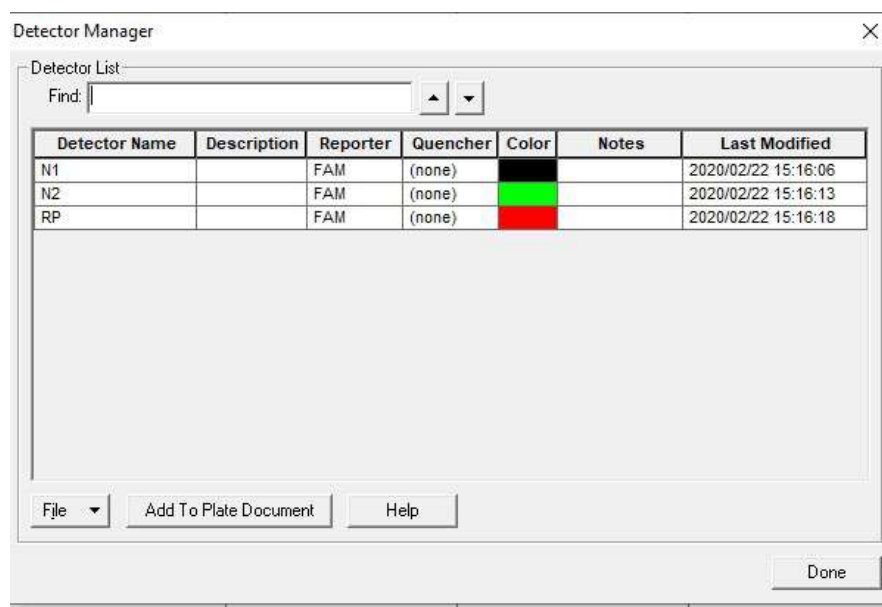 Detector Manager
Detector List
Find:
Detector Name Description Reporter Quencher Color Notes Last Modified
N1 FAM (none) 2020/02/22 15:16:06
N2 FAM (none) 2020/02/22 15:16:13
RP FAM (none) 2020/02/22 15:16:18
File Add To Plate Document Help
Done